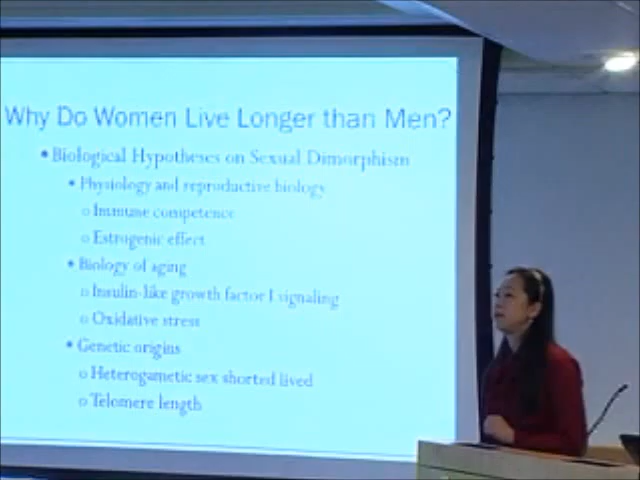 Why Do Women Live Longer than Men?
• Biological Hypotheses on Sexual Dimorphism
• Physiology and reproductive biology
o Immune competence
o Estrogenic effect
• Biology of aging
o Insulin-like growth factor I signaling
o Oxidative stress
• Genetic origins
o Heterogametic sex shorted lived
o Telomere length